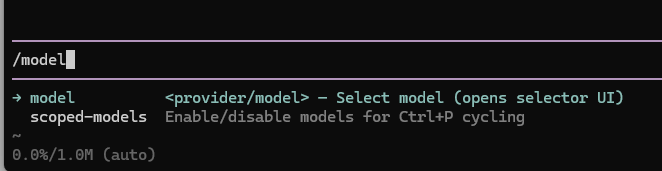 /model
→ model <provider/model> — Select model (opens selector UI)
scoped-models Enable/disable models for Ctrl+P cycling
~
0.0%/1.0M (auto)